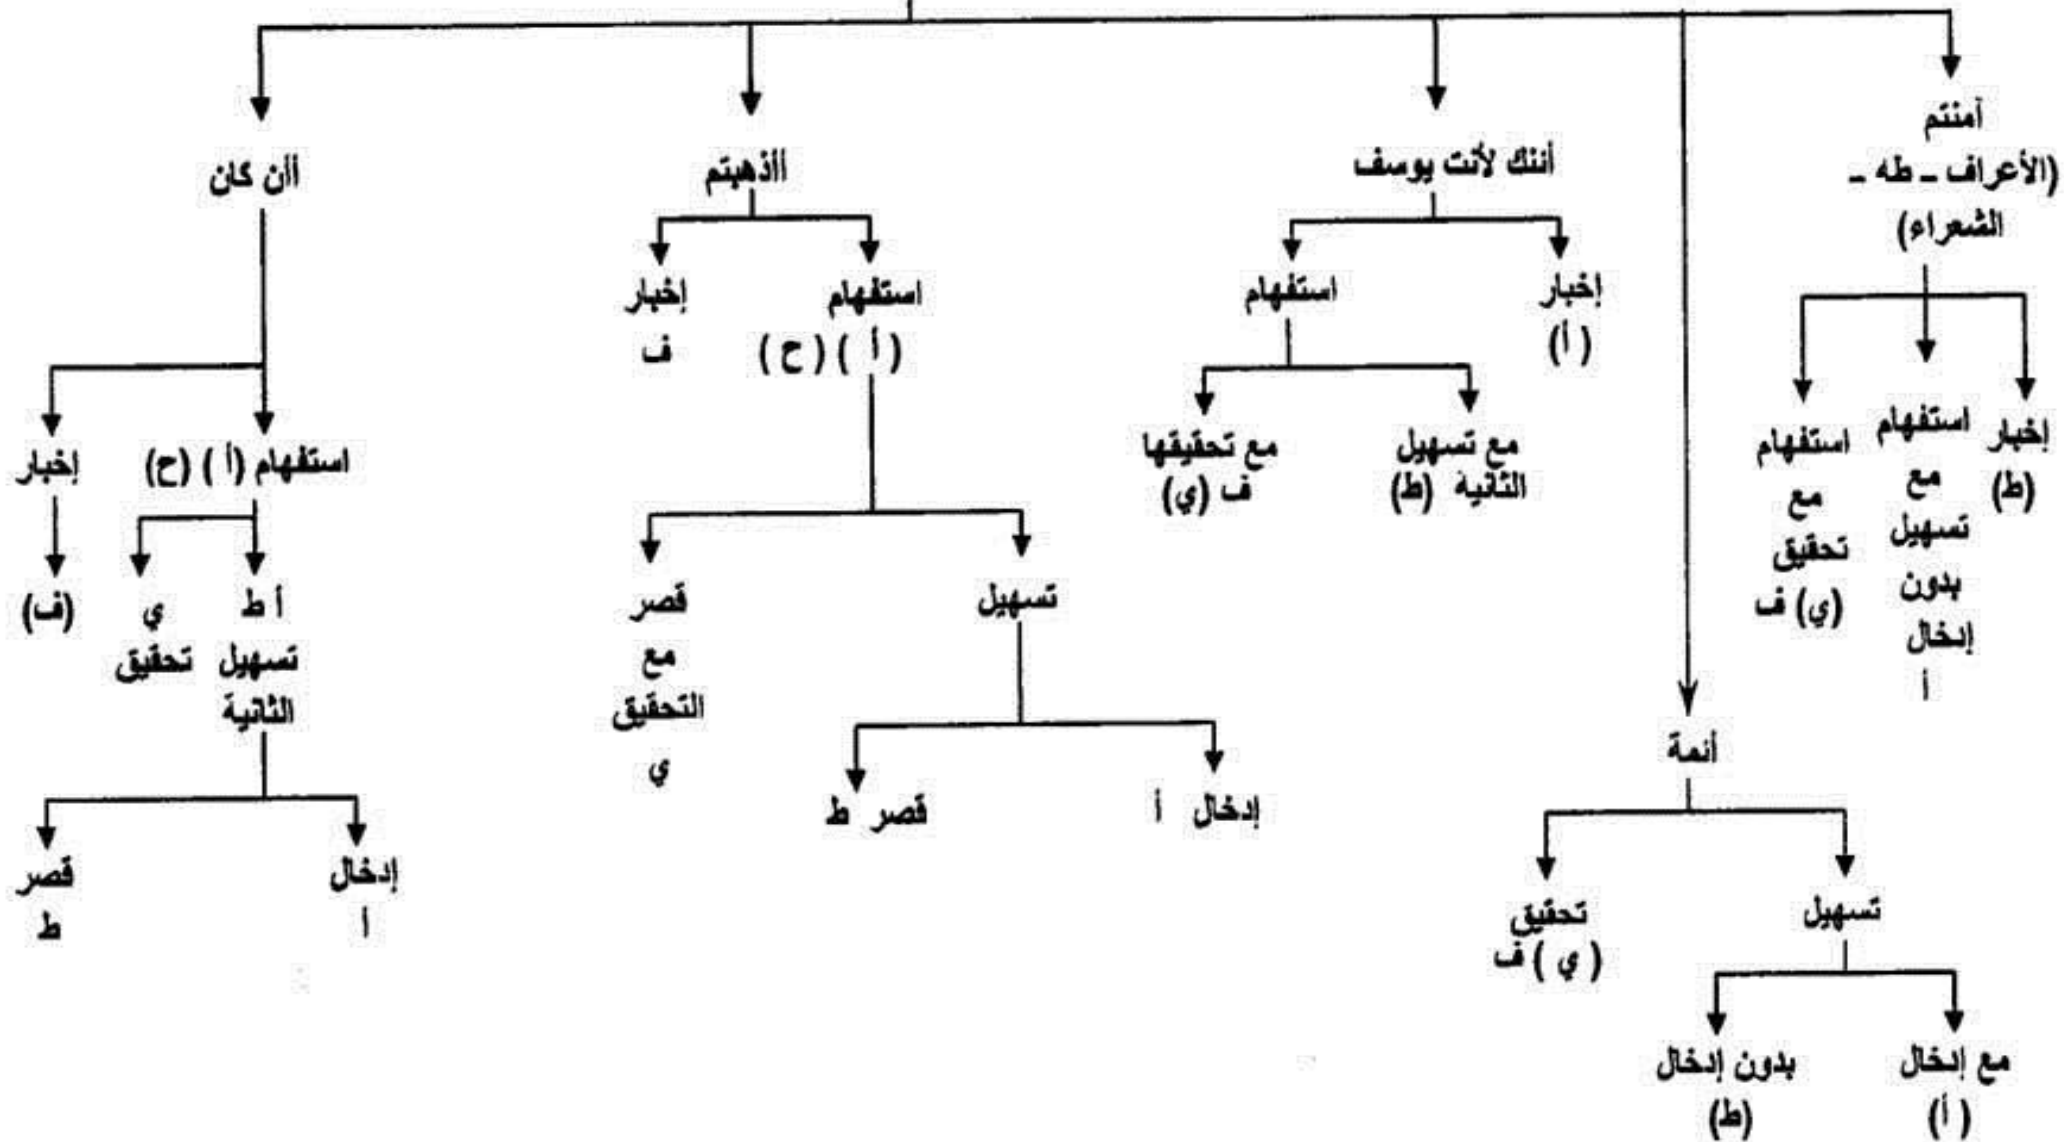 آمنتم
(الأعراف ـ طه ـ
الشعراء)
إخبار
(ط)
استفهام
مع
تسهيل
بدون
إدخال
أ
استفهام
مع
تحقيق
(ي) ف
أئمة
تسهيل
مع إدخال
(أ)
بدون إدخال
(ط)
تحقيق
(ي) ف
أئنك لأنت يوسف
إخبار
(أ)
استفهام
مع تسهيل
الثانية (ط)
مع تحقيقها
ف (ي)
أأذهبتم
استفهام
(أ) (ح)
تسهيل
إدخال أ
قصر ط
قصر
مع
التحقيق
ي
إخبار
ف
أأن كان
استفهام (أ) (ح)
أ ط
تسهيل
الثانية
إدخال
أ
قصر
ط
ي
تحقيق
إخبار
(ف)